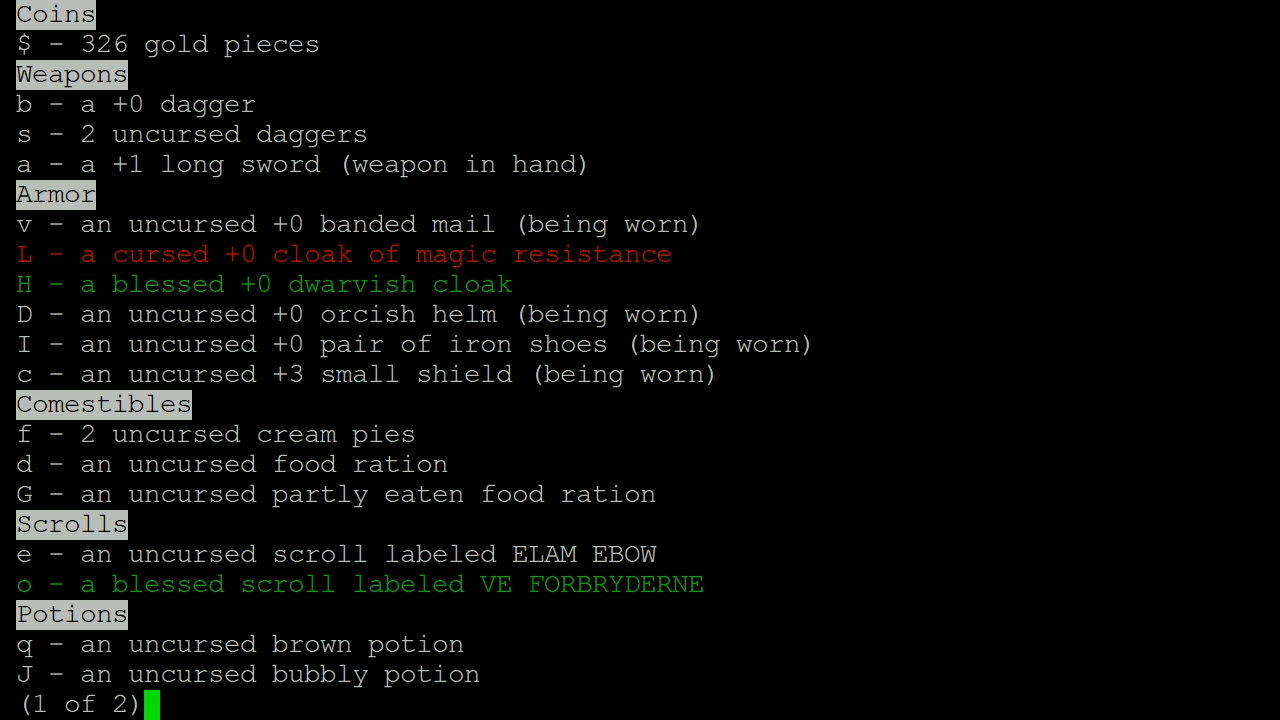 Coins
$ - 326 gold pieces
Weapons
b - a +0 dagger
s - 2 uncursed daggers
a - a +1 long sword (weapon in hand)
Armor
v - an uncursed +0 banded mail (being worn)
L - a cursed +0 cloak of magic resistance
H - a blessed +0 dwarvish cloak
D - an uncursed +0 orcish helm (being worn)
I - an uncursed +0 pair of iron shoes (being worn)
c - an uncursed +3 small shield (being worn)
Comestibles
f - 2 uncursed cream pies
d - an uncursed food ration
G - an uncursed partly eaten food ration
Scrolls
e - an uncursed scroll labeled ELAM EBOW
o - a blessed scroll labeled VE FORBRYDERNE
Potions
q - an uncursed brown potion
J - an uncursed bubbly potion
(1 of 2)